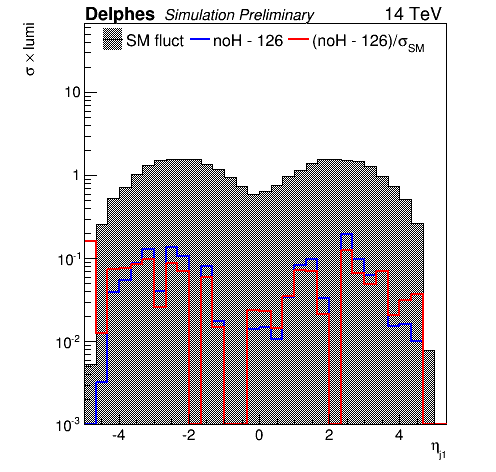 Delphes Simulation Preliminary 14 TeV
σ × lumi
SM fluct noH - 126 (noH - 126)/σSM
10
1
10-1
10-2
10-3
-4 -2 0 2 4
ηj1